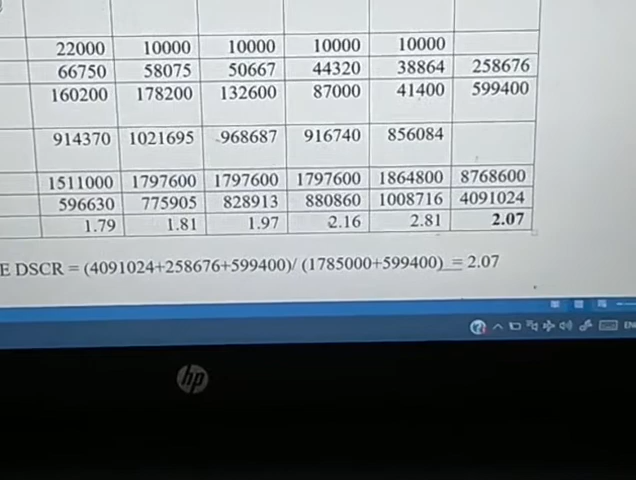 22000 10000 10000 10000 10000
66750 58075 50667 44320 38864 258676
160200 178200 132600 87000 41400 599400
914370 1021695 968687 916740 856084
1511000 1797600 1797600 1797600 1864800 8768600
596630 775905 828913 880860 1008716 4091024
1.79 1.81 1.97 2.16 2.81 2.07
E DSCR = (4091024+258676+599400)/ (1785000+599400) = 2.07
EN
hp